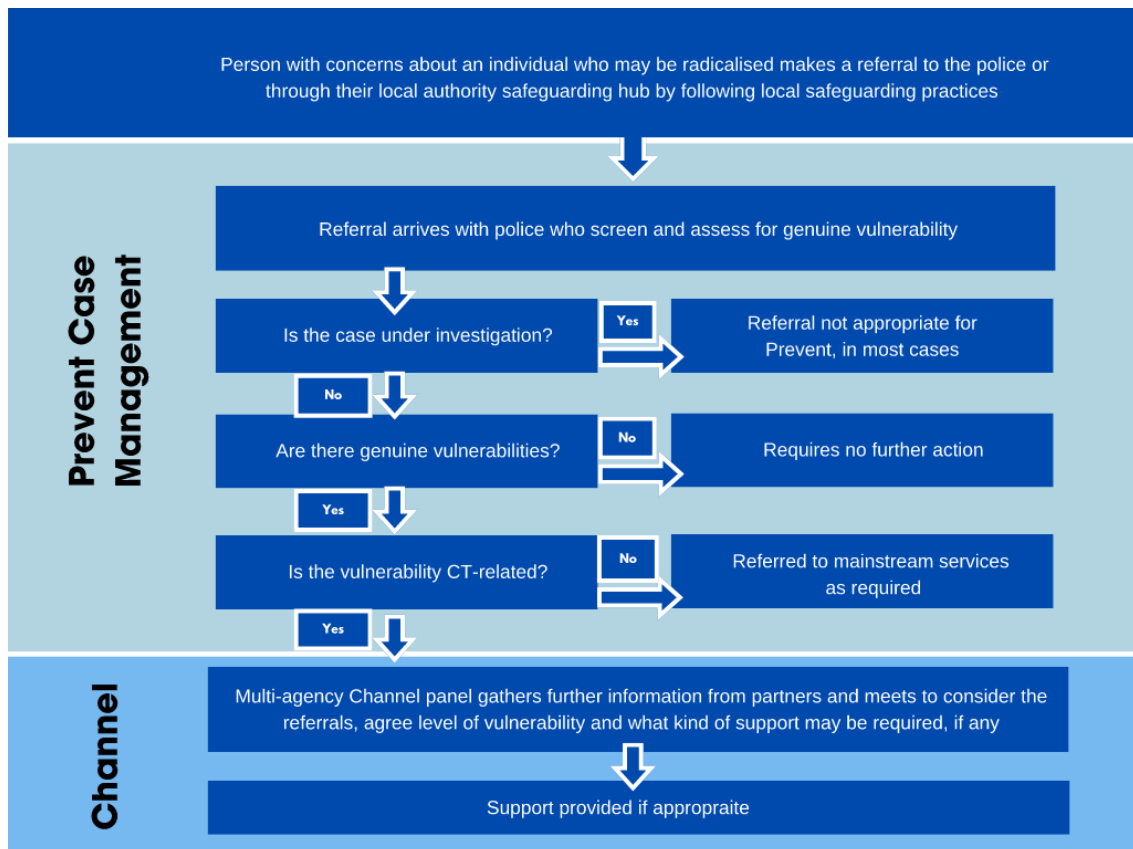 Person with concerns about an individual who may be radicalised makes a referral to the police or
through their local authority safeguarding hub by following local safeguarding practices
Prevent Case
Management
Referral arrives with police who screen and assess for genuine vulnerability
Is the case under investigation?
Yes
Referral not appropriate for
Prevent, in most cases
No
Are there genuine vulnerabilities?
No
Requires no further action
Yes
Is the vulnerability CT-related?
No
Referred to mainstream services
as required
Yes
Channel
Multi-agency Channel panel gathers further information from partners and meets to consider the
referrals, agree level of vulnerability and what kind of support may be required, if any
Support provided if appropraite